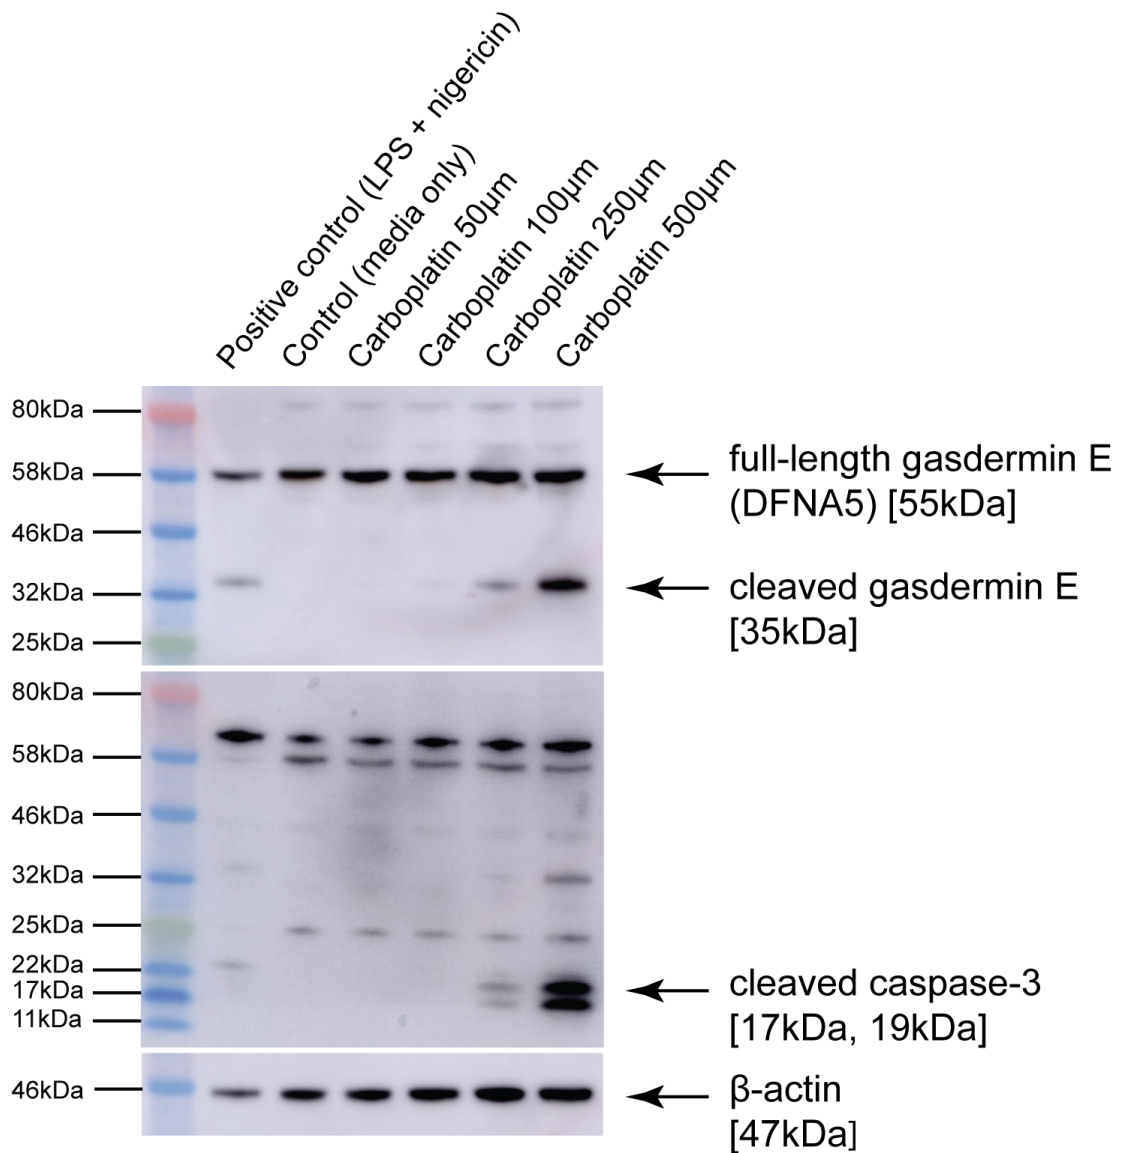 Positive control (LPS + nigericin)
Control (media only)
Carboplatin 50µm
Carboplatin 100µm
Carboplatin 250µm
Carboplatin 500µm
80kDa
58kDa
46kDa
32kDa
25kDa
full-length gasdermin E
(DFNA5) [55kDa]
cleaved gasdermin E
[35kDa]
80kDa
58kDa
46kDa
32kDa
25kDa
22kDa
17kDa
11kDa
cleaved caspase-3
[17kDa, 19kDa]
46kDa
β-actin
[47kDa]